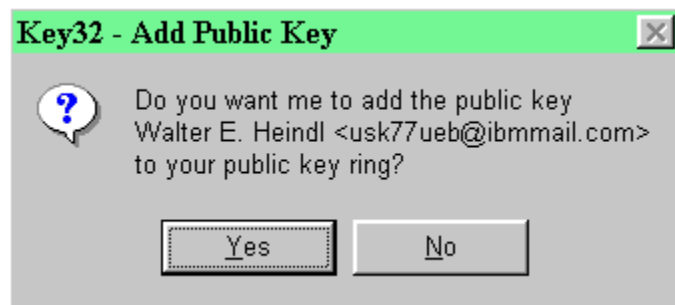 Key32 - Add Public Key
Do you want me to add the public key
Walter E. Heindl <usk77ueb@ibmmail.com>
to your public key ring?
Yes No